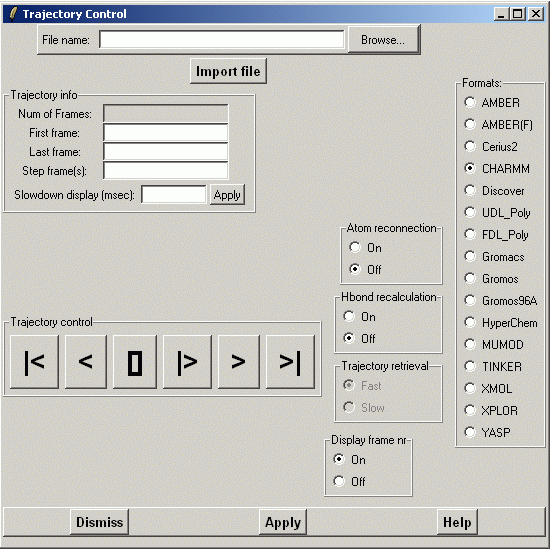 Trajectory Control
File name:
Browse...
Import file
Trajectory info
Num of Frames:
First frame:
Last frame:
Step frame(s):
Slowdown display (msec):
Apply
Formats:
AMBER
AMBER(F)
Cerius2
CHARMM
Discover
UDL_Poly
FDL_Poly
Gromacs
Gromos
Gromos96A
HyperChem
MUMOD
TINKER
XMOL
XPLOR
YASP
Atom reconnection
On
Off
Hbond recalculation
On
Off
Trajectory control
|< < [] |> > >|
Trajectory retrieval
Fast
Slow
Display frame nr
On
Off
Dismiss Apply Help